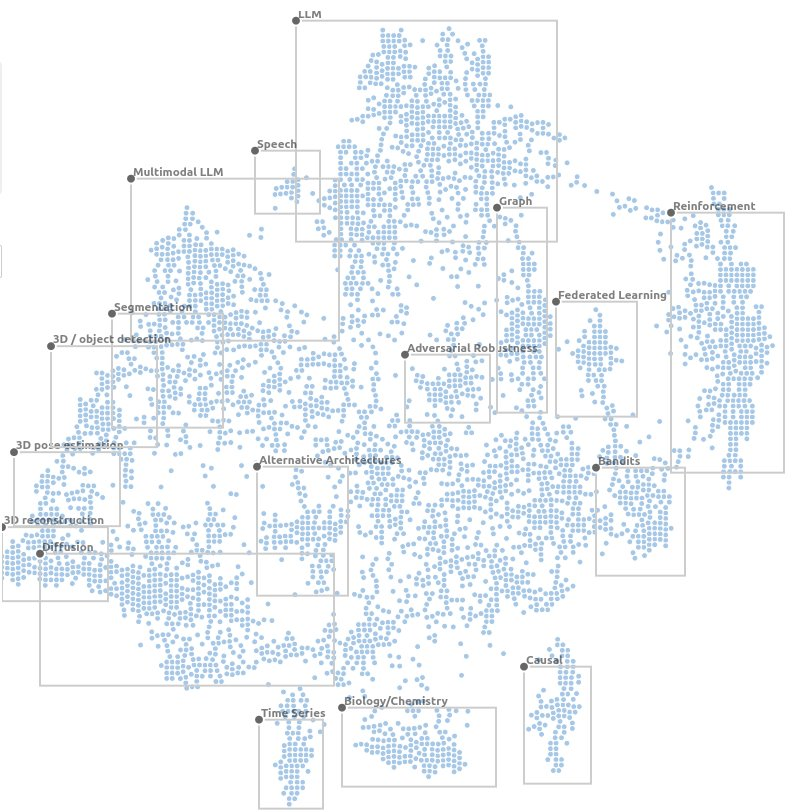 LLM
Speech
Multimodal LLM
Graph
Reinforcement
Federated Learning
Segmentation
3D / object detection
Adversarial Robustness
3D pose estimation
Alternative Architectures
Bandits
3D reconstruction
Diffusion
Causal
Biology/Chemistry
Time Series